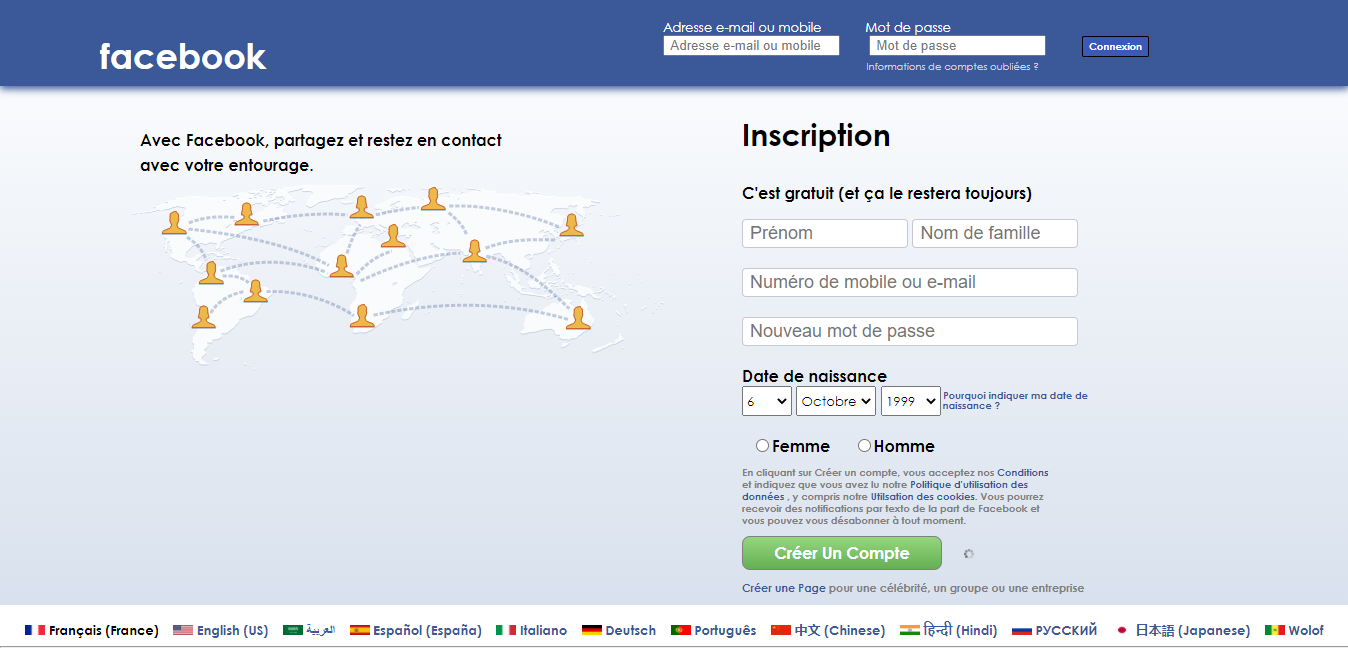 facebook
Adresse e-mail ou mobile
Mot de passe
Adresse e-mail ou mobile
Mot de passe
Connexion
Informations de comptes oubliées ?
Avec Facebook, partagez et restez en contact
avec votre entourage.
Inscription
C'est gratuit (et ça le restera toujours)
Prénom
Nom de famille
Numéro de mobile ou e-mail
Nouveau mot de passe
Date de naissance
6
Octobre
1999
Pourquoi indiquer ma date de
naissance ?
Femme
Homme
En cliquant sur Créer un compte, vous acceptez nos Conditions
et indiquez que vous avez lu notre Politique d'utilisation des
données , y compris notre Utilsation des cookies. Vous pourrez
recevoir des notifications par texto de la part de Facebook et
vous pouvez vous désabonner à tout moment.
Créer Un Compte
Créer une Page pour une célébrité, un groupe ou une entreprise
Français (France) English (US) العربية Español (España) Italiano Deutsch Português 中文 (Chinese) हिन्दी (Hindi) РУССКИЙ 日本語 (Japanese) Wolof